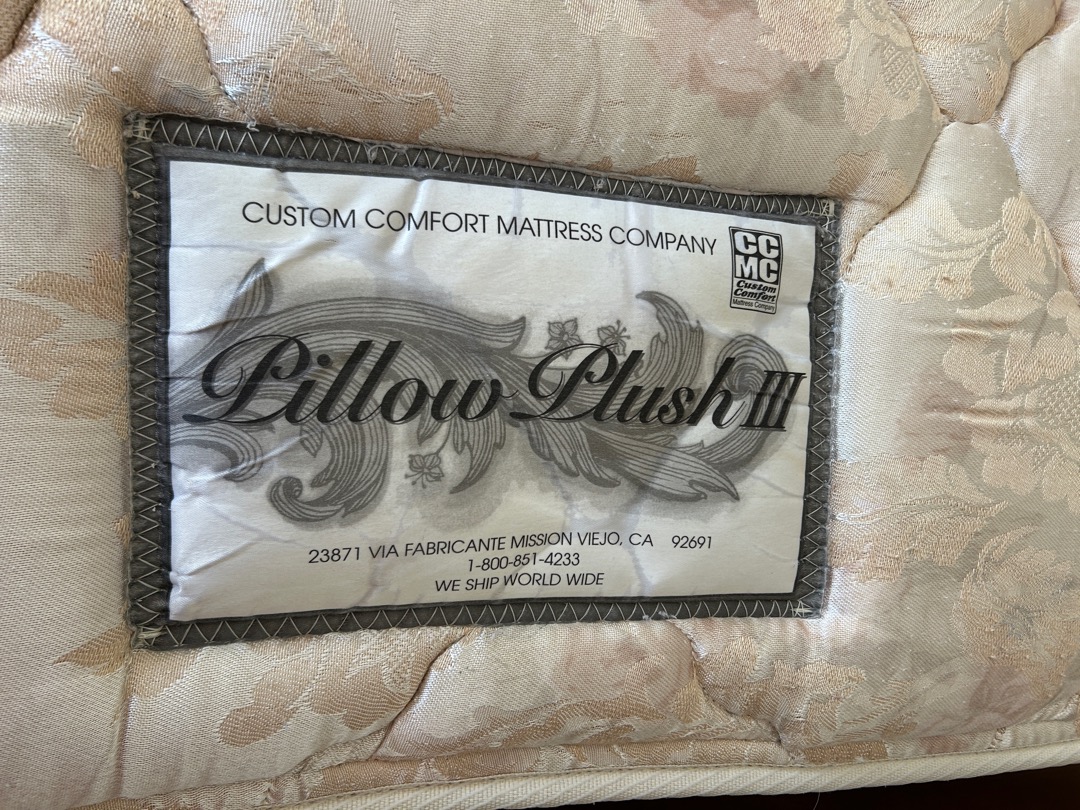 CUSTOM COMFORT MATTRESS COMPANY
CC
MC
Custom
Comfort
Mattress Company
Pillow Plush III
23871 VIA FABRICANTE MISSION VIEJO, CA 92691
1-800-851-4233
WE SHIP WORLD WIDE